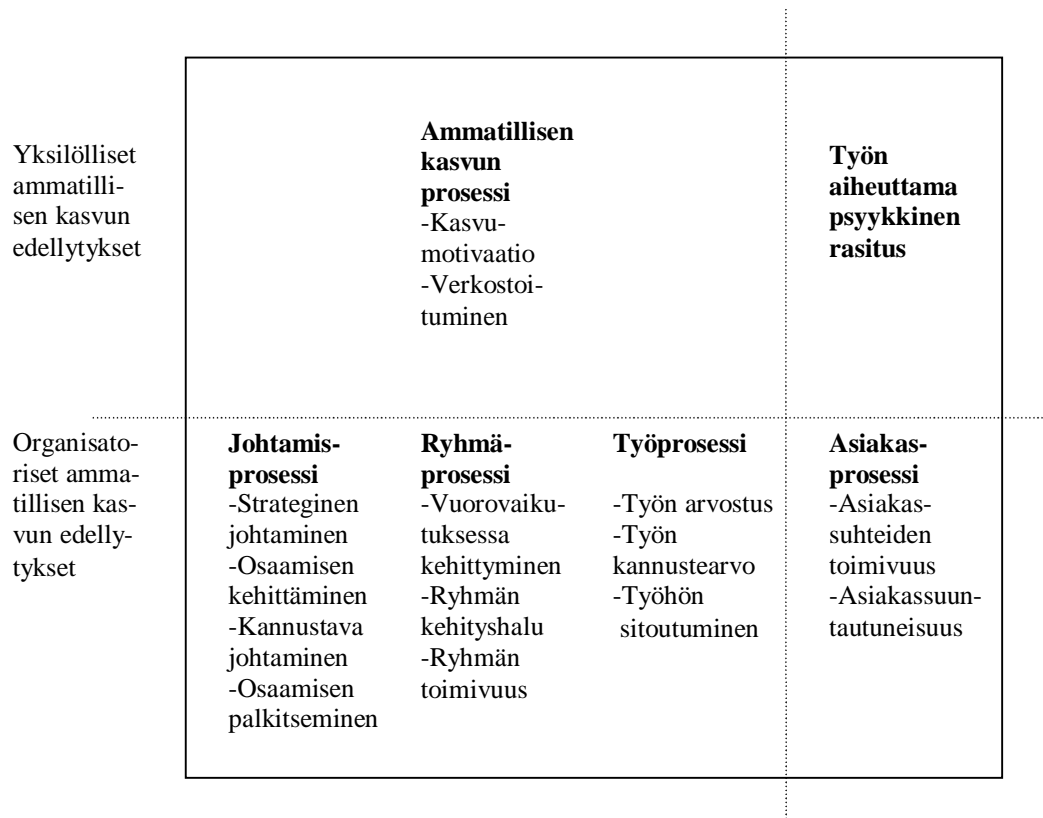 Yksilölliset
ammatilli-
sen kasvun
edellytykset
Ammatillisen
kasvun
prosessi
-Kasvu-
motivaatio
-Verkostoi-
tuminen
Työn
aiheuttama
psyykkinen
rasitus
Organisato-
riset amma-
tillisen kas-
vun edelly-
tykset
Johtamis-
prosessi
-Strateginen
johtaminen
-Osaamisen
kehittäminen
-Kannustava
johtaminen
-Osaamisen
palkitseminen
Ryhmä-
prosessi
-Vuorovaiku-
tuksessa
kehittyminen
-Ryhmän
kehityshalu
-Ryhmän
toimivuus
Työprosessi
-Työn arvostus
-Työn
kannustearvo
-Työhön
sitoutuminen
Asiakas-
prosessi
-Asiakas-
suhteiden
toimivuus
-Asiakassuun-
tautuneisuus